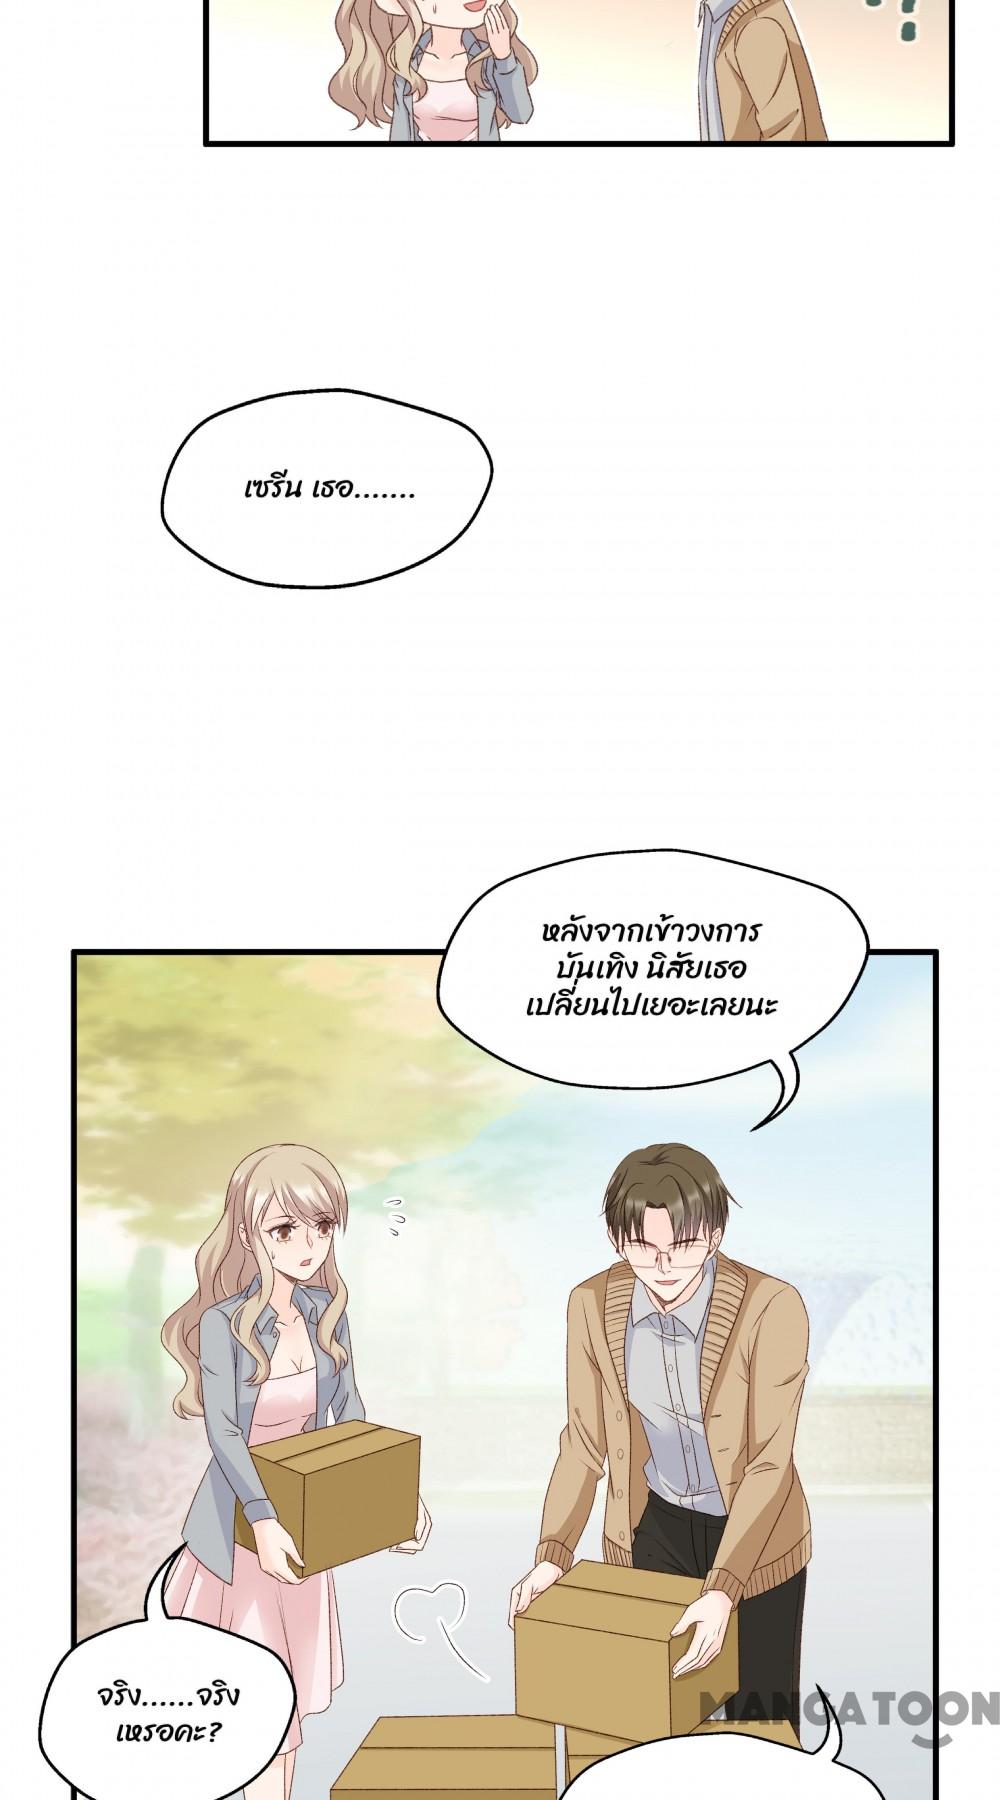 เซรีน เธอ.......
หลังจากเข้าวงการ
บันเทิง นิสัยเธอ
เปลี่ยนไปเยอะเลยนะ
จริง......จริง
เหรอคะ?
MANGATOON